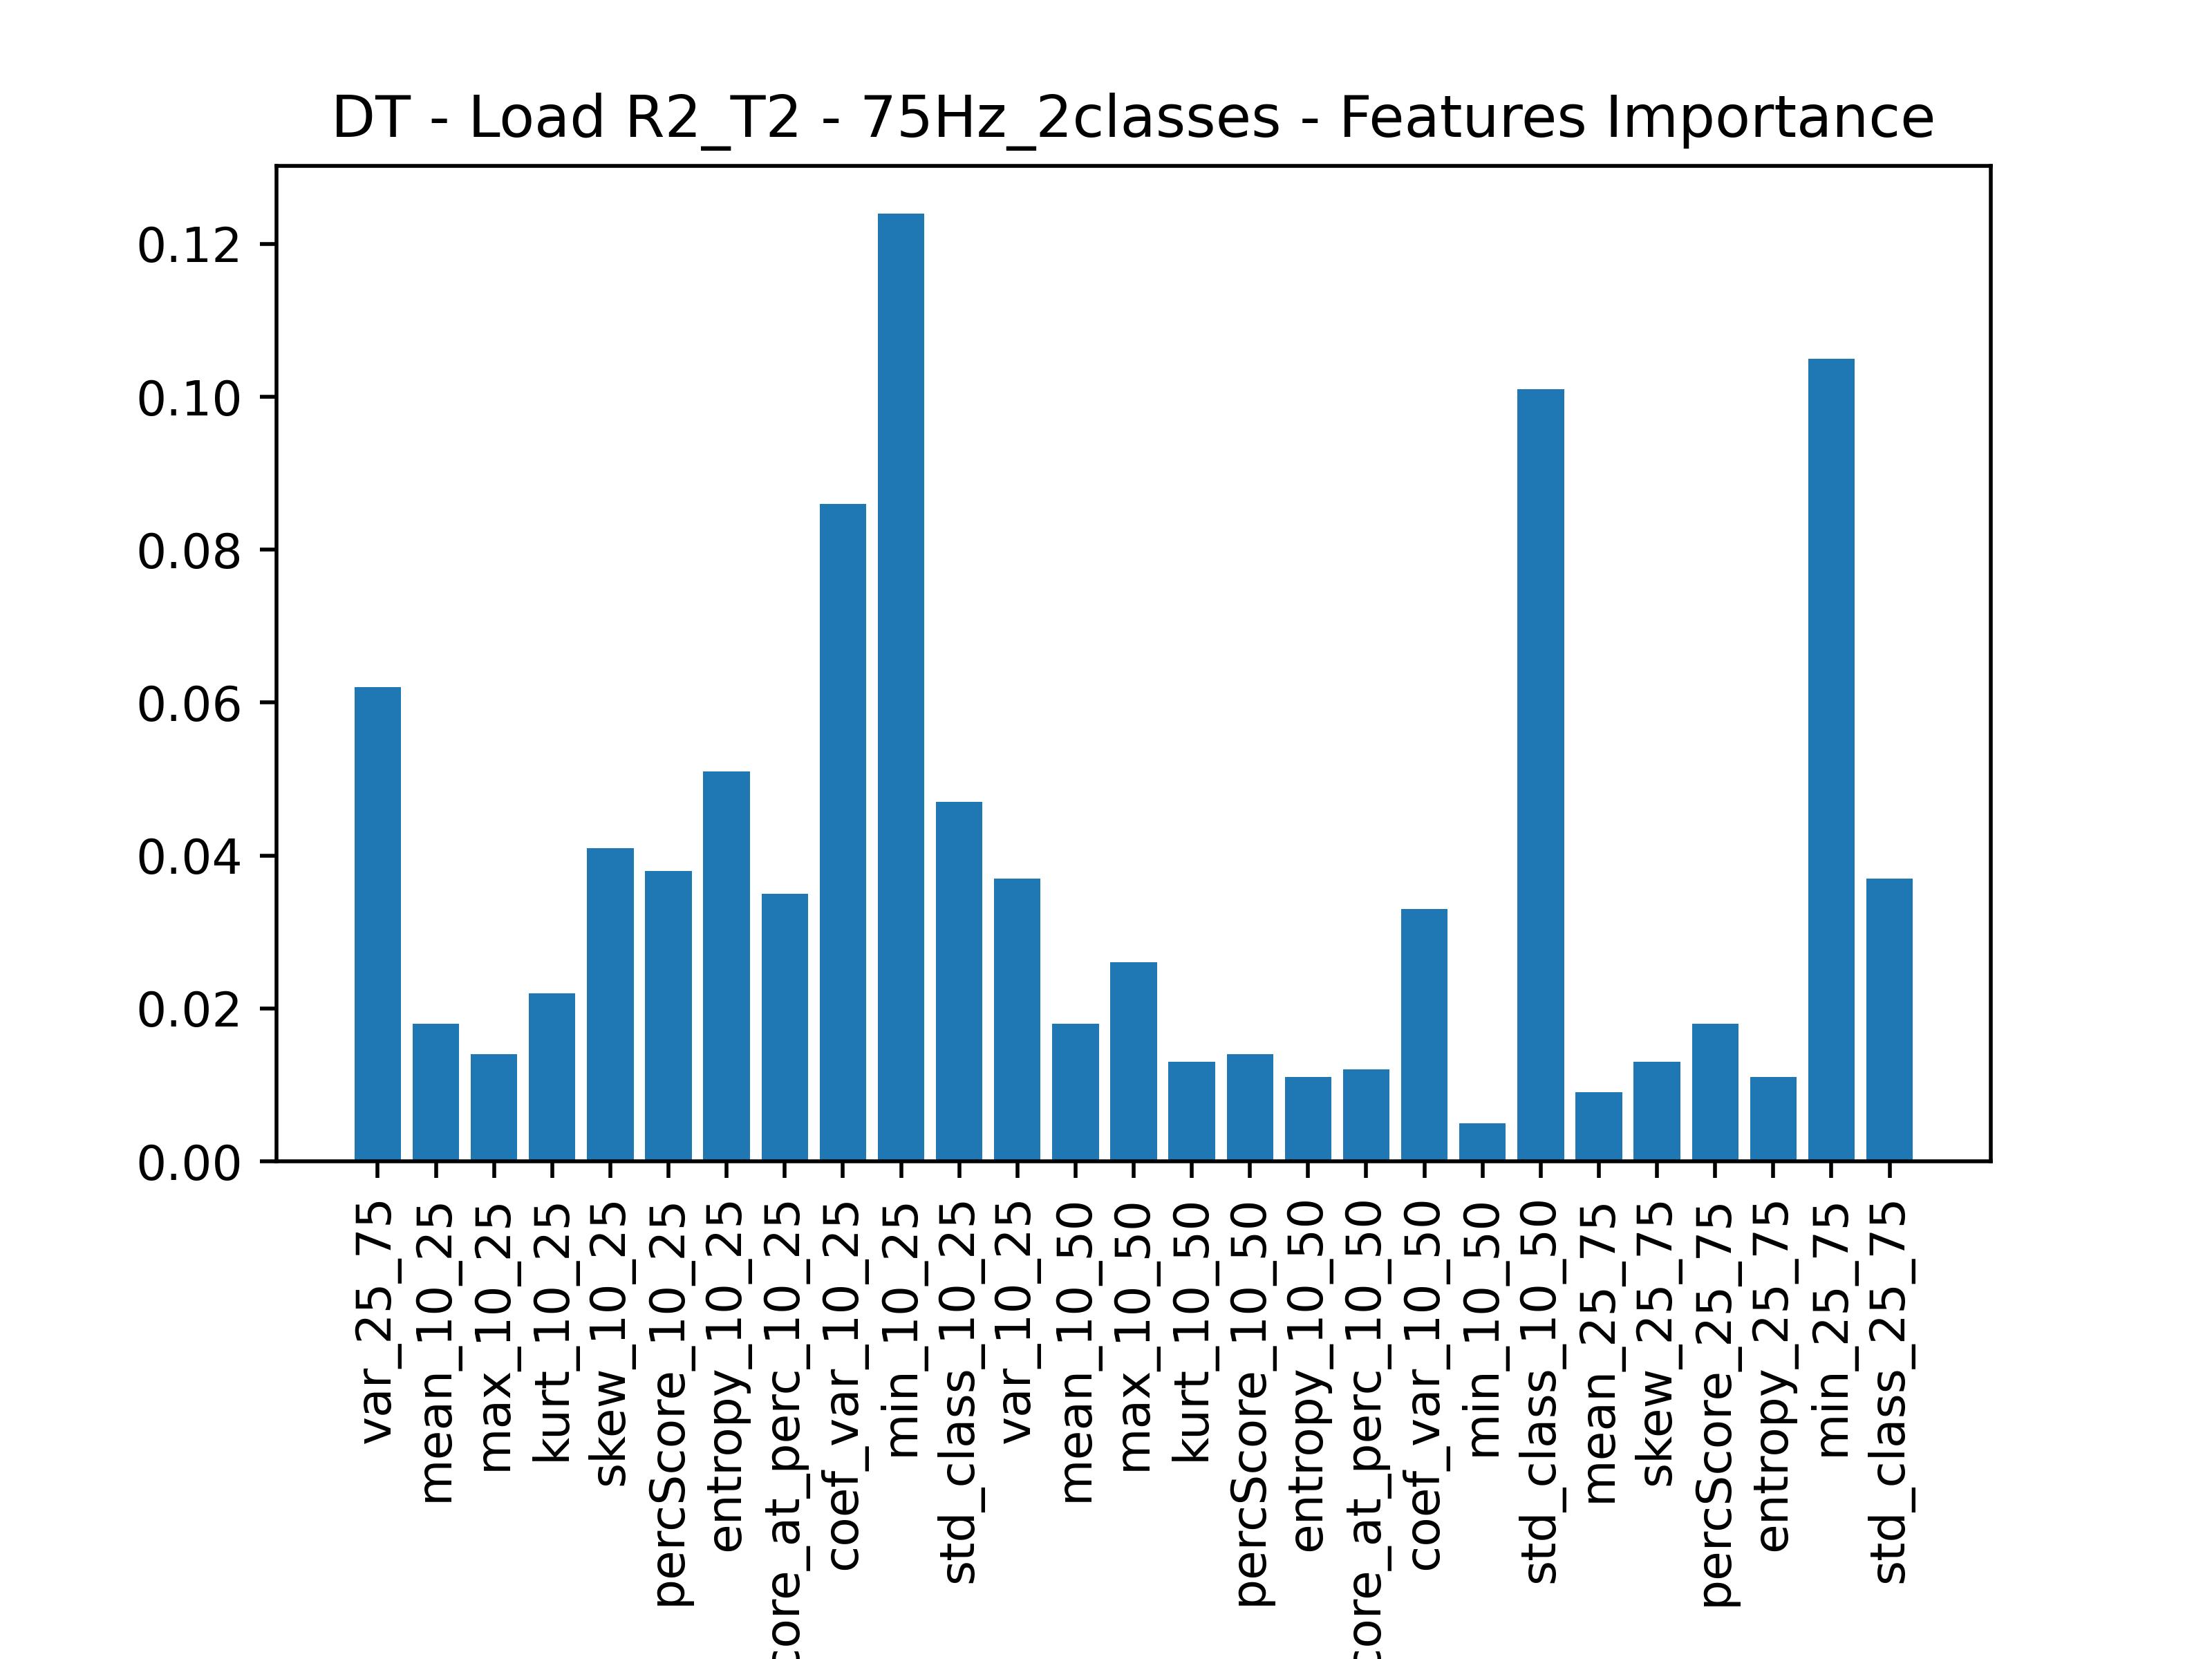 DT - Load R2_T2 - 75Hz_2classes - Features Importance
0.12
0.10
0.08
0.06
0.04
0.02
0.00
var_25_75
mean_10_25
max_10_25
kurt_10_25
skew_10_25
percScore_10_25
entropy_10_25
core_at_perc_10_25
coef_var_10_25
min_10_25
std_class_10_25
var_10_25
mean_10_50
max_10_50
kurt_10_50
percScore_10_50
entropy_10_50
core_at_perc_10_50
coef_var_10_50
min_10_50
std_class_10_50
mean_25_75
skew_25_75
percScore_25_75
entropy_25_75
min_25_75
std_class_25_75